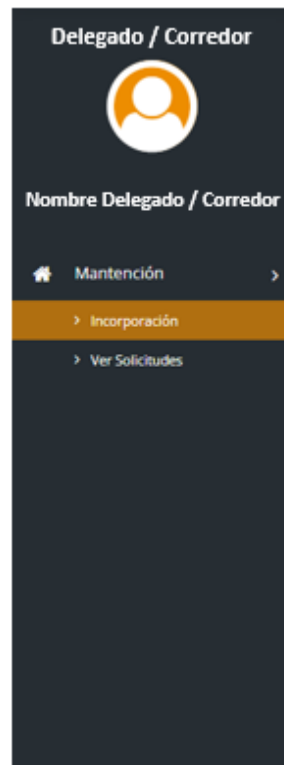 Delegado / Corredor
Nombre Delegado / Corredor
Mantención
Incorporación
Ver Solicitudes